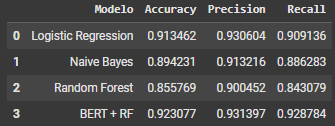 Modelo Accuracy Precision Recall
0 Logistic Regression 0.913462 0.930604 0.909136
1 Naive Bayes 0.894231 0.913216 0.886283
2 Random Forest 0.855769 0.900452 0.843079
3 BERT + RF 0.923077 0.931397 0.928784